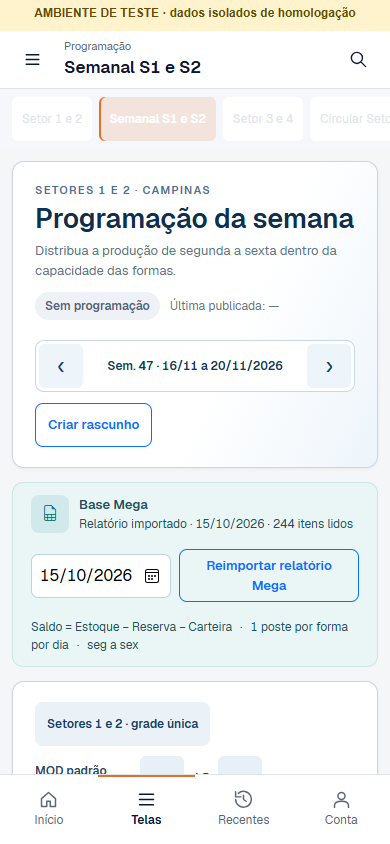 AMBIENTE DE TESTE · dados isolados de homologação
Programação
Semanal S1 e S2
Setor 1 e 2
Semanal S1 e S2
Setor 3 e 4
Circular Seto
SETORES 1 E 2 · CAMPINAS
Programação da semana
Distribua a produção de segunda a sexta dentro da
capacidade das formas.
Sem programação
Última publicada: —
Sem. 47 · 16/11 a 20/11/2026
Criar rascunho
Base Mega
Relatório importado · 15/10/2026 · 244 itens lidos
15/10/2026
Reimportar relatório
Mega
Saldo = Estoque – Reserva – Carteira · 1 poste por forma
por dia · seg a sex
Setores 1 e 2 · grade única
MOD padrão
Início
Telas
Recentes
Conta